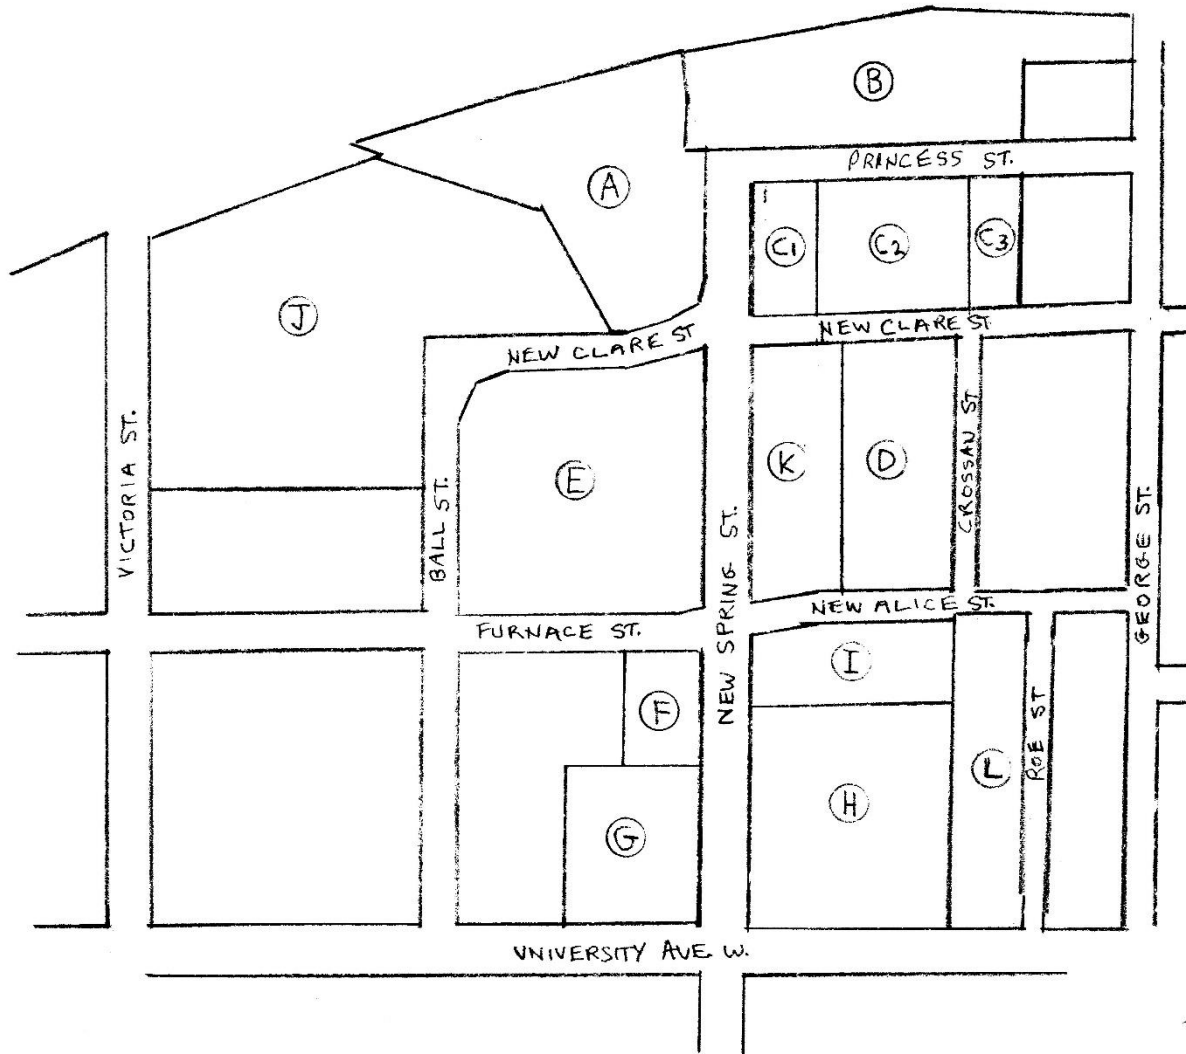 B
PRINCESS ST.
A
C1
C2
C3
J
NEW CLARE ST
NEW CLARE ST
VICTORIA ST.
BALL ST.
E
K
D
CROSSAN ST
NEW SPRING ST.
GEORGE ST.
NEW ALICE ST.
FURNACE ST.
I
F
ROE ST
L
H
G
UNIVERSITY AVE. W.